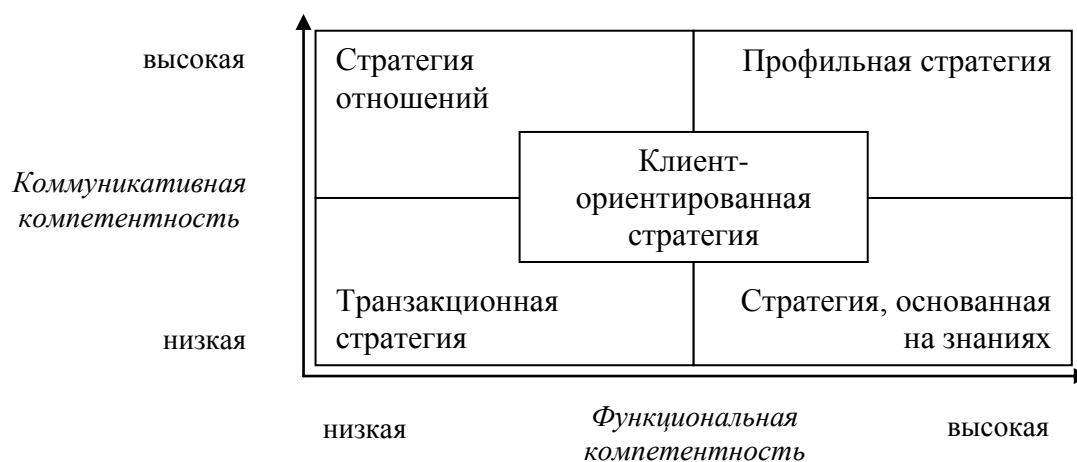 высокая
Стратегия
отношений
Профильная стратегия
Коммуникативная
компетентность
Клиент-
ориентированная
стратегия
Транзакционная
стратегия
Стратегия, основанная
на знаниях
низкая
низкая
Функциональная
компетентность
высокая